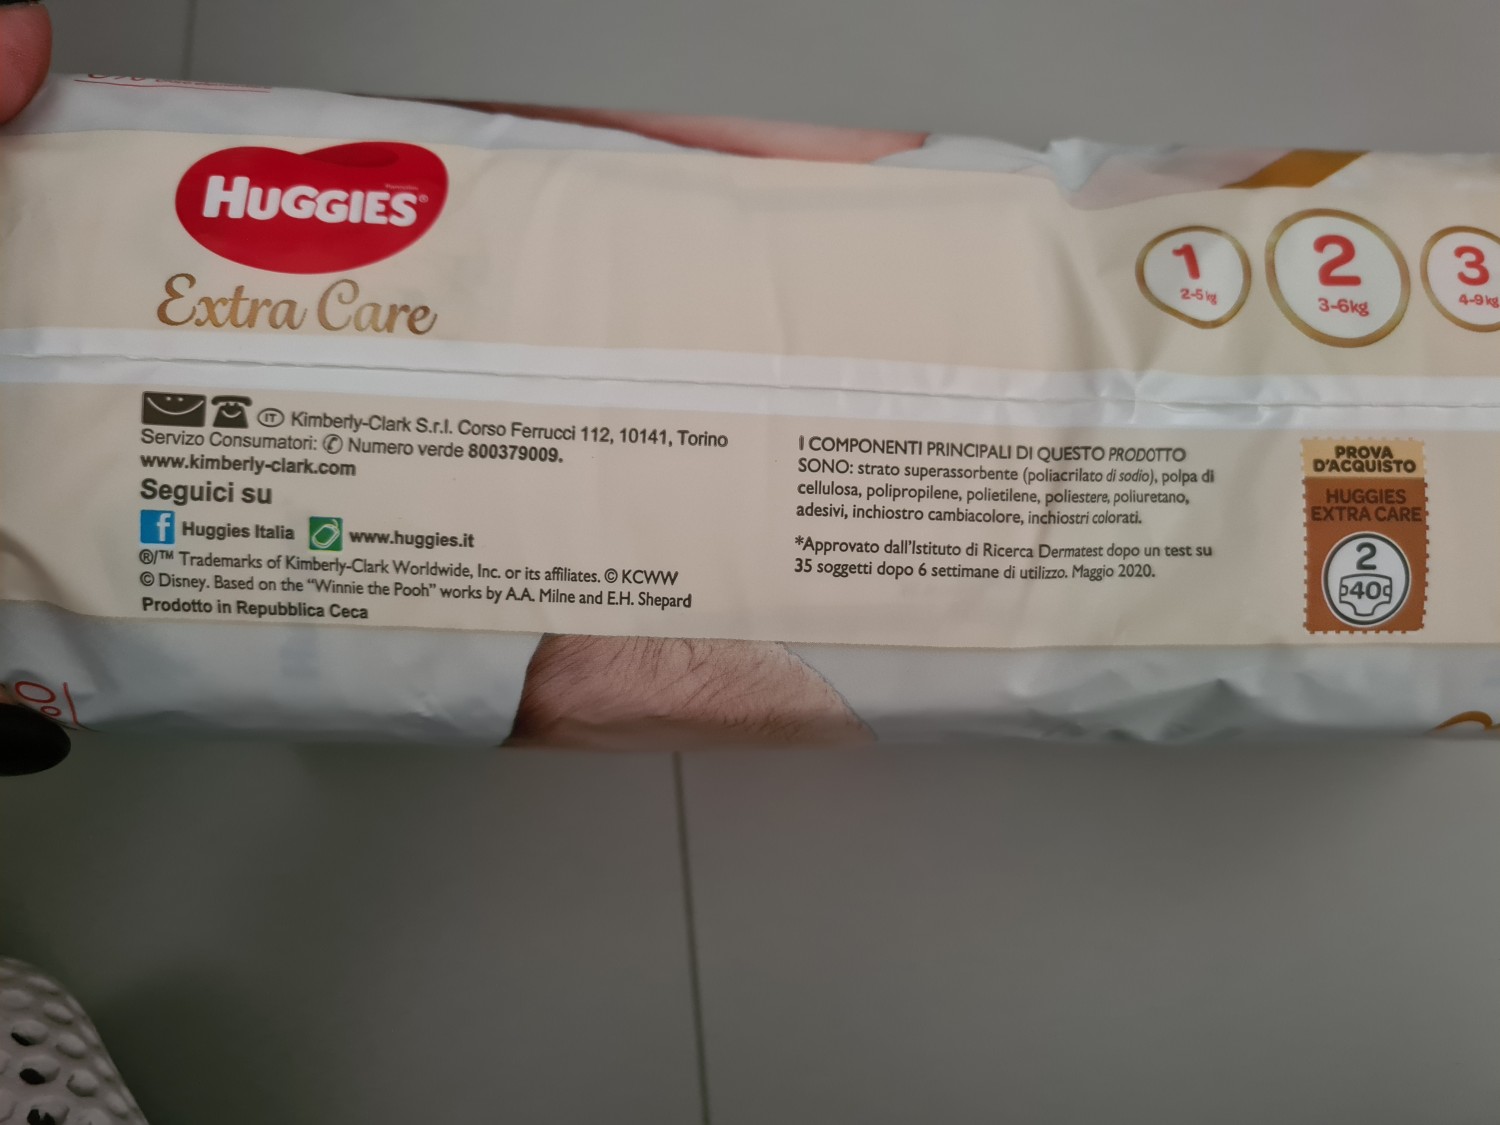 HUGGIES®
Extra Care
1
2-5kg
2
3-6kg
3
4-9kg
IT Kimberly-Clark S.r.l. Corso Ferrucci 112, 10141, Torino
Servizo Consumatori: ✆ Numero verde 800379009.
www.kimberly-clark.com
Seguici su
f Huggies Italia www.huggies.it
®/™ Trademarks of Kimberly-Clark Worldwide, Inc. or its affiliates. © KCWW
© Disney. Based on the "Winnie the Pooh" works by A.A. Milne and E.H. Shepard
Prodotto in Repubblica Ceca
I COMPONENTI PRINCIPALI DI QUESTO PRODOTTO
SONO: strato superassorbente (poliacrilato di sodio), polpa di
cellulosa, polipropilene, polietilene, poliestere, poliuretano,
adesivi, inchiostro cambiacolore, inchiostri colorati.
*Approvato dall'Istituto di Ricerca Dermatest dopo un test su
35 soggetti dopo 6 settimane di utilizzo. Maggio 2020.
PROVA
D'ACQUISTO
HUGGIES
EXTRA CARE
2
40